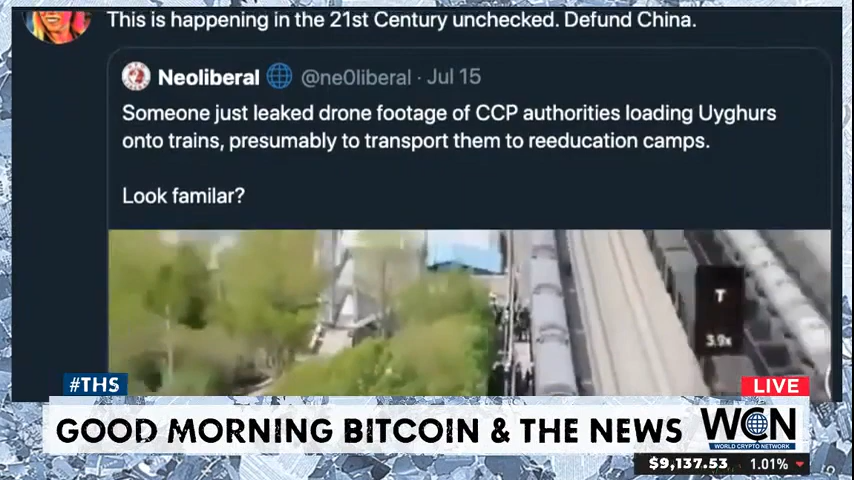 This is happening in the 21st Century unchecked. Defund China.
Neoliberal @ne0liberal · Jul 15
Someone just leaked drone footage of CCP authorities loading Uyghurs
onto trains, presumably to transport them to reeducation camps.
Look familar?
T
3.9x
#THS
LIVE
GOOD MORNING BITCOIN & THE NEWS
WCN
WORLD CRYPTO NETWORK
$9,137.53 1.01%